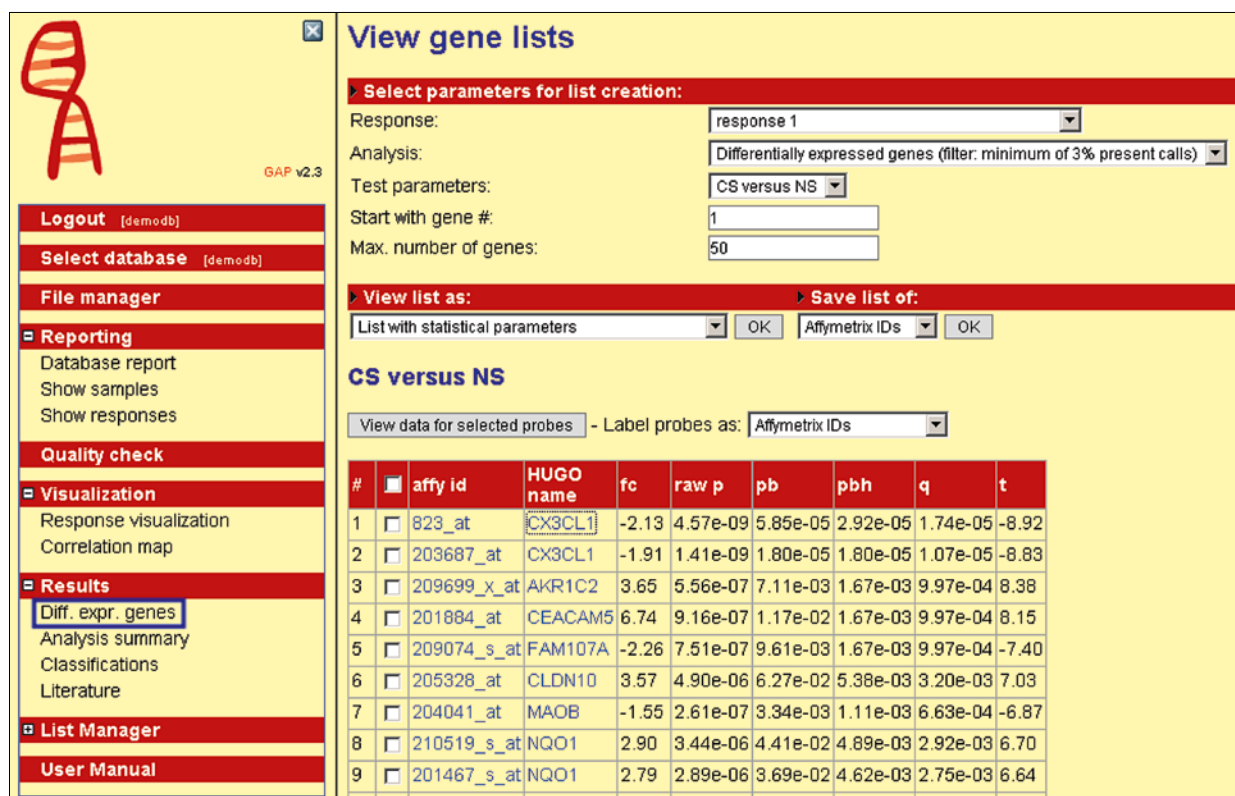 GAP v2.3
Logout [demodb]
Select database [demodb]
File manager
Reporting
Database report
Show samples
Show responses
Quality check
Visualization
Response visualization
Correlation map
Results
Diff. expr. genes
Analysis summary
Classifications
Literature
List Manager
User Manual
View gene lists
Select parameters for list creation:
Response: response 1
Analysis: Differentially expressed genes (filter: minimum of 3% present calls)
Test parameters: CS versus NS
Start with gene #: 1
Max. number of genes: 50
View list as: Save list of:
List with statistical parameters OK Affymetrix IDs OK
CS versus NS
View data for selected probes - Label probes as: Affymetrix IDs
# affy id HUGO name fc raw p pb pbh q t
1 823_at CX3CL1 -2.13 4.57e-09 5.85e-05 2.92e-05 1.74e-05 -8.92
2 203687_at CX3CL1 -1.91 1.41e-09 1.80e-05 1.80e-05 1.07e-05 -8.83
3 209699_x_at AKR1C2 3.65 5.56e-07 7.11e-03 1.67e-03 9.97e-04 8.38
4 201884_at CEACAM5 6.74 9.16e-07 1.17e-02 1.67e-03 9.97e-04 8.15
5 209074_s_at FAM107A -2.26 7.51e-07 9.61e-03 1.67e-03 9.97e-04 -7.40
6 205328_at CLDN10 3.57 4.90e-06 6.27e-02 5.38e-03 3.20e-03 7.03
7 204041_at MAOB -1.55 2.61e-07 3.34e-03 1.11e-03 6.63e-04 -6.87
8 210519_s_at NQO1 2.90 3.44e-06 4.41e-02 4.89e-03 2.92e-03 6.70
9 201467_s_at NQO1 2.79 2.89e-06 3.69e-02 4.62e-03 2.75e-03 6.64